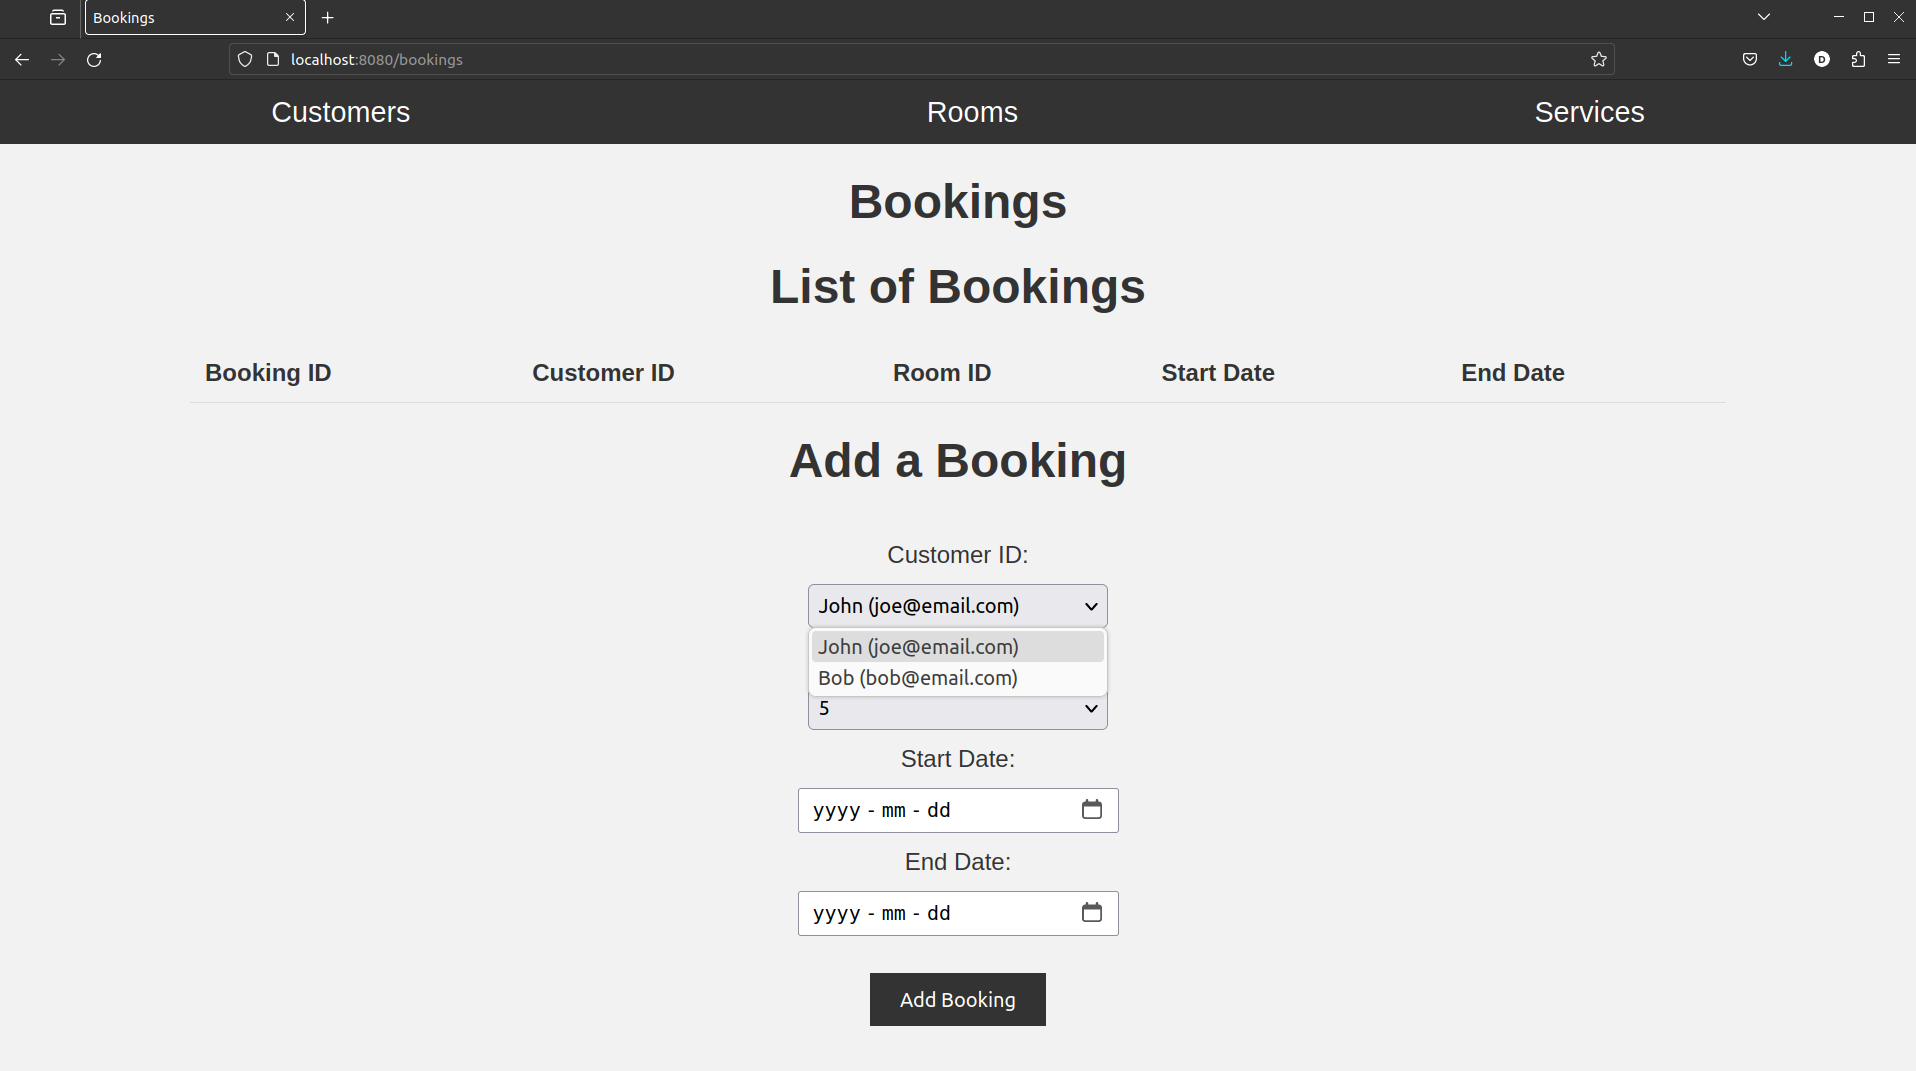 Bookings
localhost:8080/bookings
D
Customers Rooms Services
Bookings
List of Bookings
Booking ID Customer ID Room ID Start Date End Date
Add a Booking
Customer ID:
John (joe@email.com)
John (joe@email.com)
Bob (bob@email.com)
5
Start Date:
yyyy - mm - dd
End Date:
yyyy - mm - dd
Add Booking